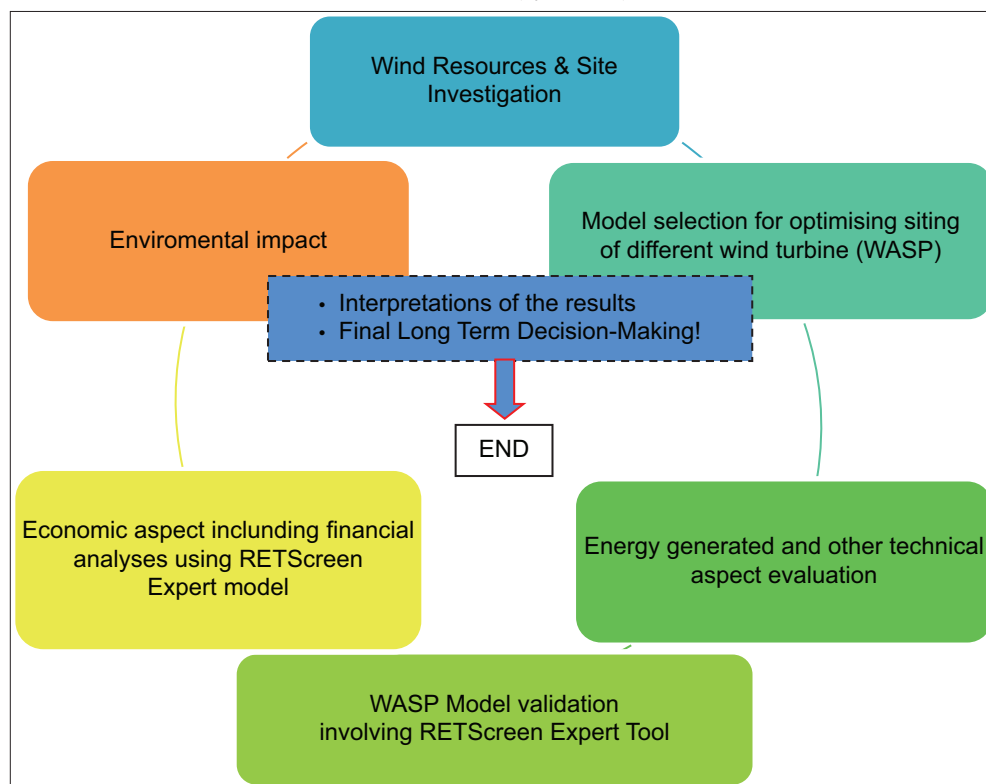 Wind Resources & Site
Investigation
Enviromental impact
Model selection for optimising siting
of different wind turbine (WASP)
• Interpretations of the results
• Final Long Term Decision-Making!
END
Economic aspect inclunding financial
analyses using RETScreen
Expert model
Energy generated and other technical
aspect evaluation
WASP Model validation
involving RETScreen Expert Tool